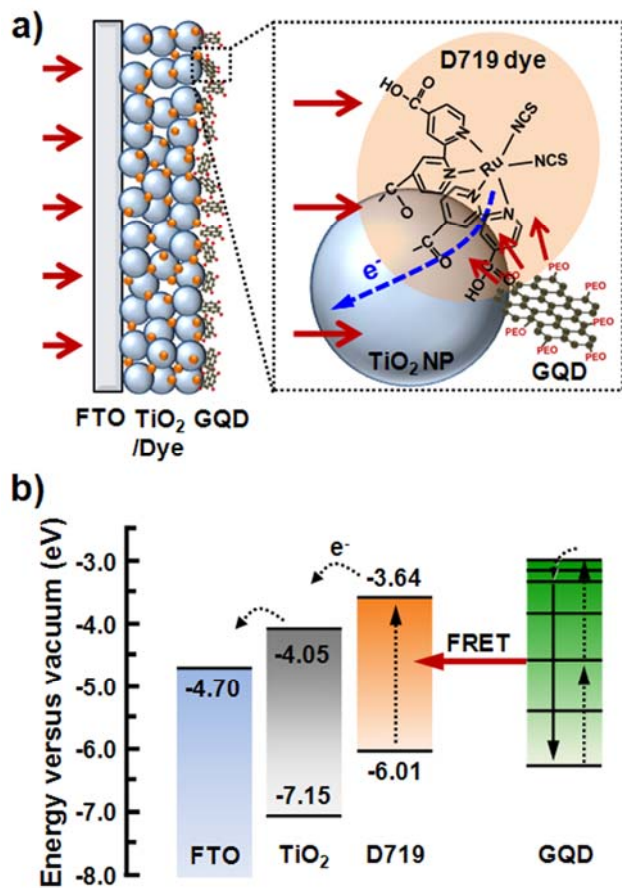 a)
D719 dye
O
HO
N
NCS
N
Ru
NCS
N
N
O
O
HO
O
e-
PEO
PEO
PEO
PEO
PEO
PEO
PEO
TiO2 NP
GQD
FTO TiO2 GQD
/Dye
b)
Energy versus vacuum (eV)
-3.0
-4.0
-5.0
-6.0
-7.0
-8.0
e-
-3.64
-4.05
-4.70
FRET
-6.01
-7.15
FTO
TiO2
D719
GQD